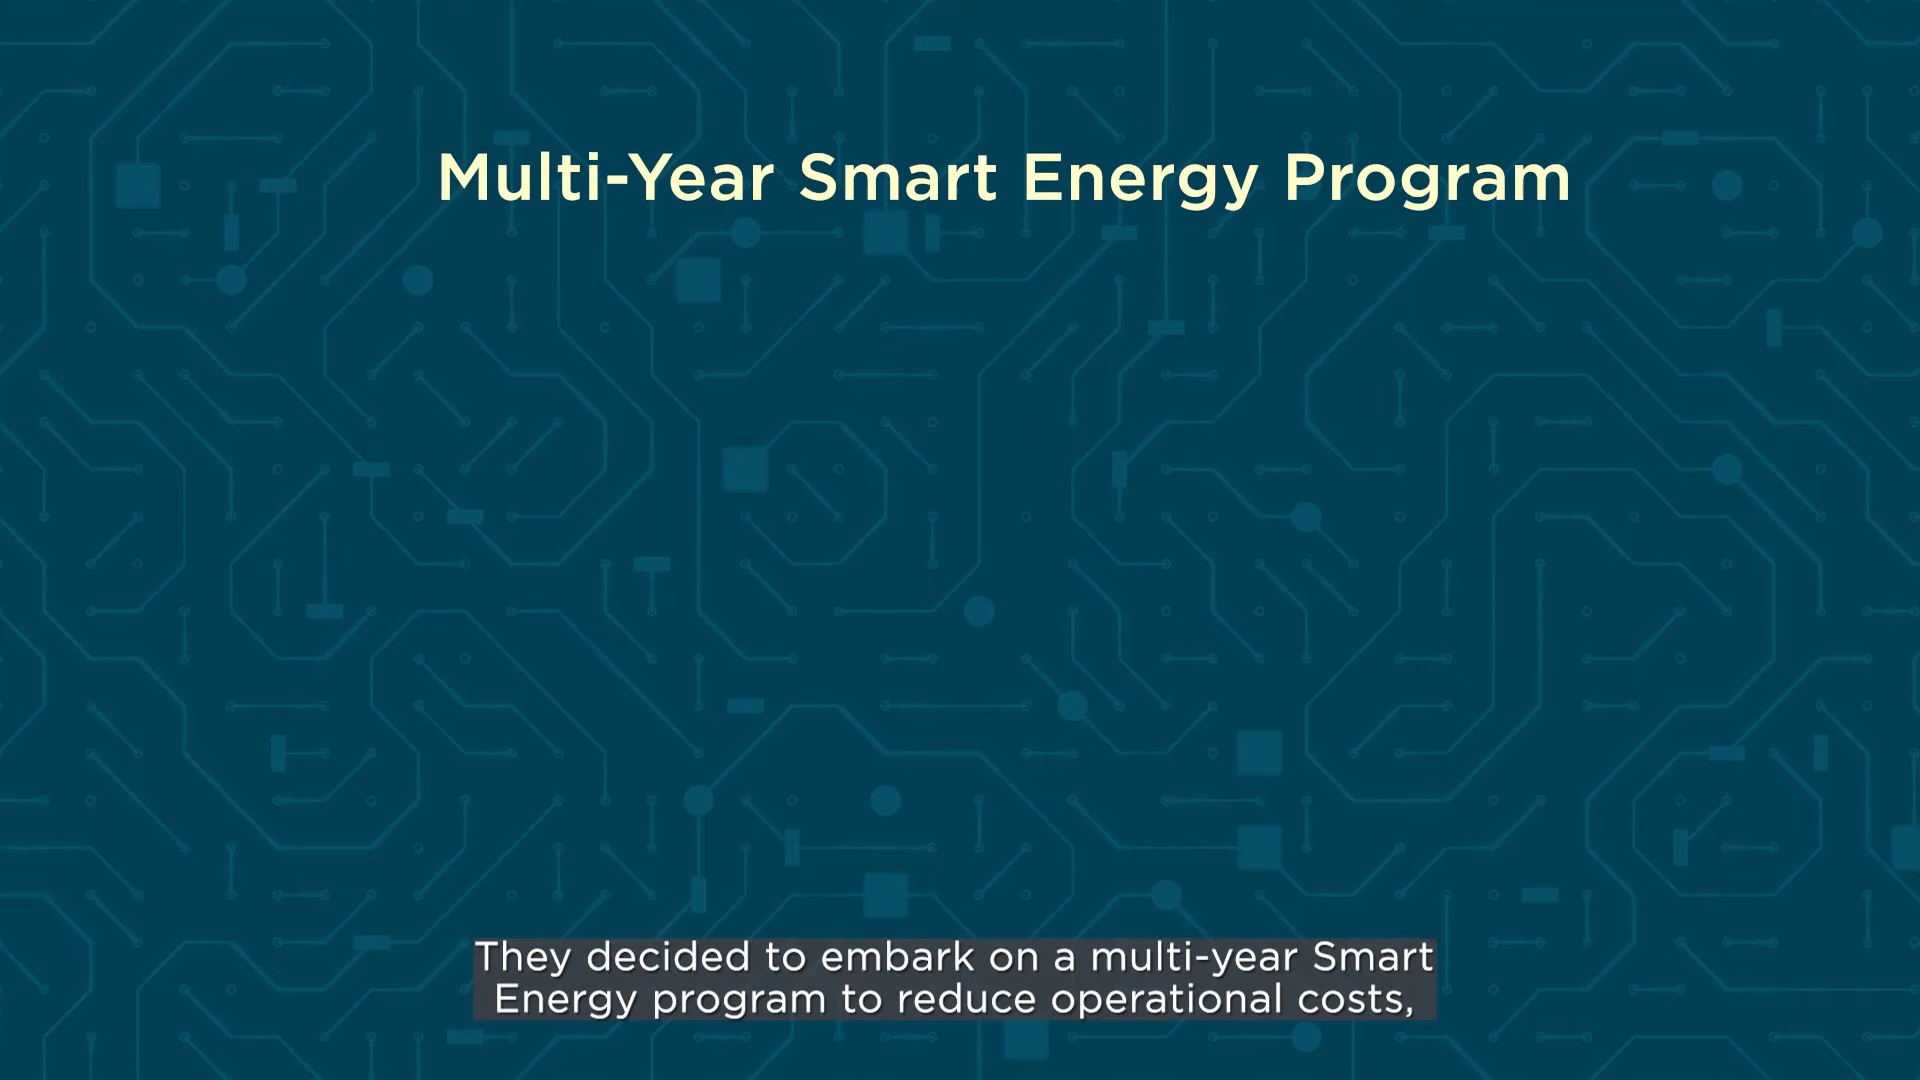 Multi-Year Smart Energy Program
They decided to embark on a multi-year Smart
Energy program to reduce operational costs,